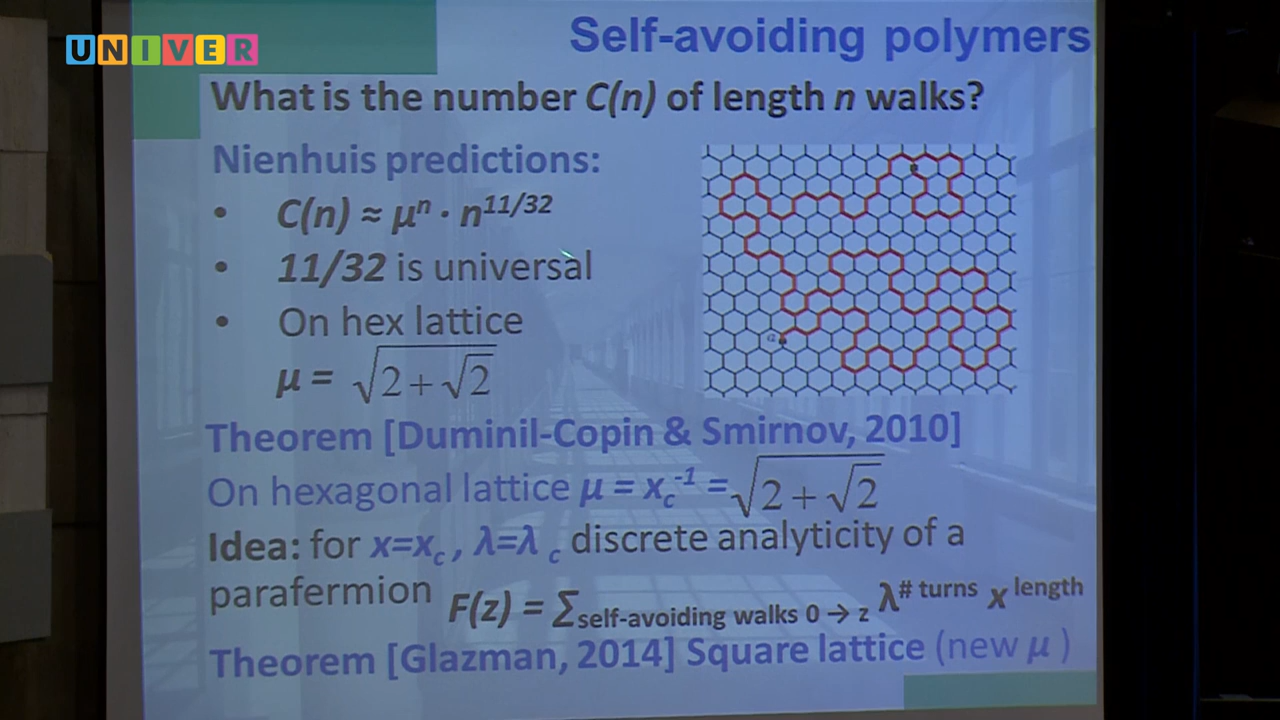 UNIVER
Self-avoiding polymers
What is the number C(n) of length n walks?
Nienhuis predictions:
• C(n) ≈ μⁿ · n^11/32
• 11/32 is universal
• On hex lattice
μ = √(2+√2)
Theorem [Duminil-Copin & Smirnov, 2010]
On hexagonal lattice μ = x_c^-1 = √(2+√2)
Idea: for x=x_c , λ=λ_c discrete analyticity of a
parafermion F(z) = Σ_self-avoiding walks 0 → z λ^# turns x^length
Theorem [Glazman, 2014] Square lattice (new μ )